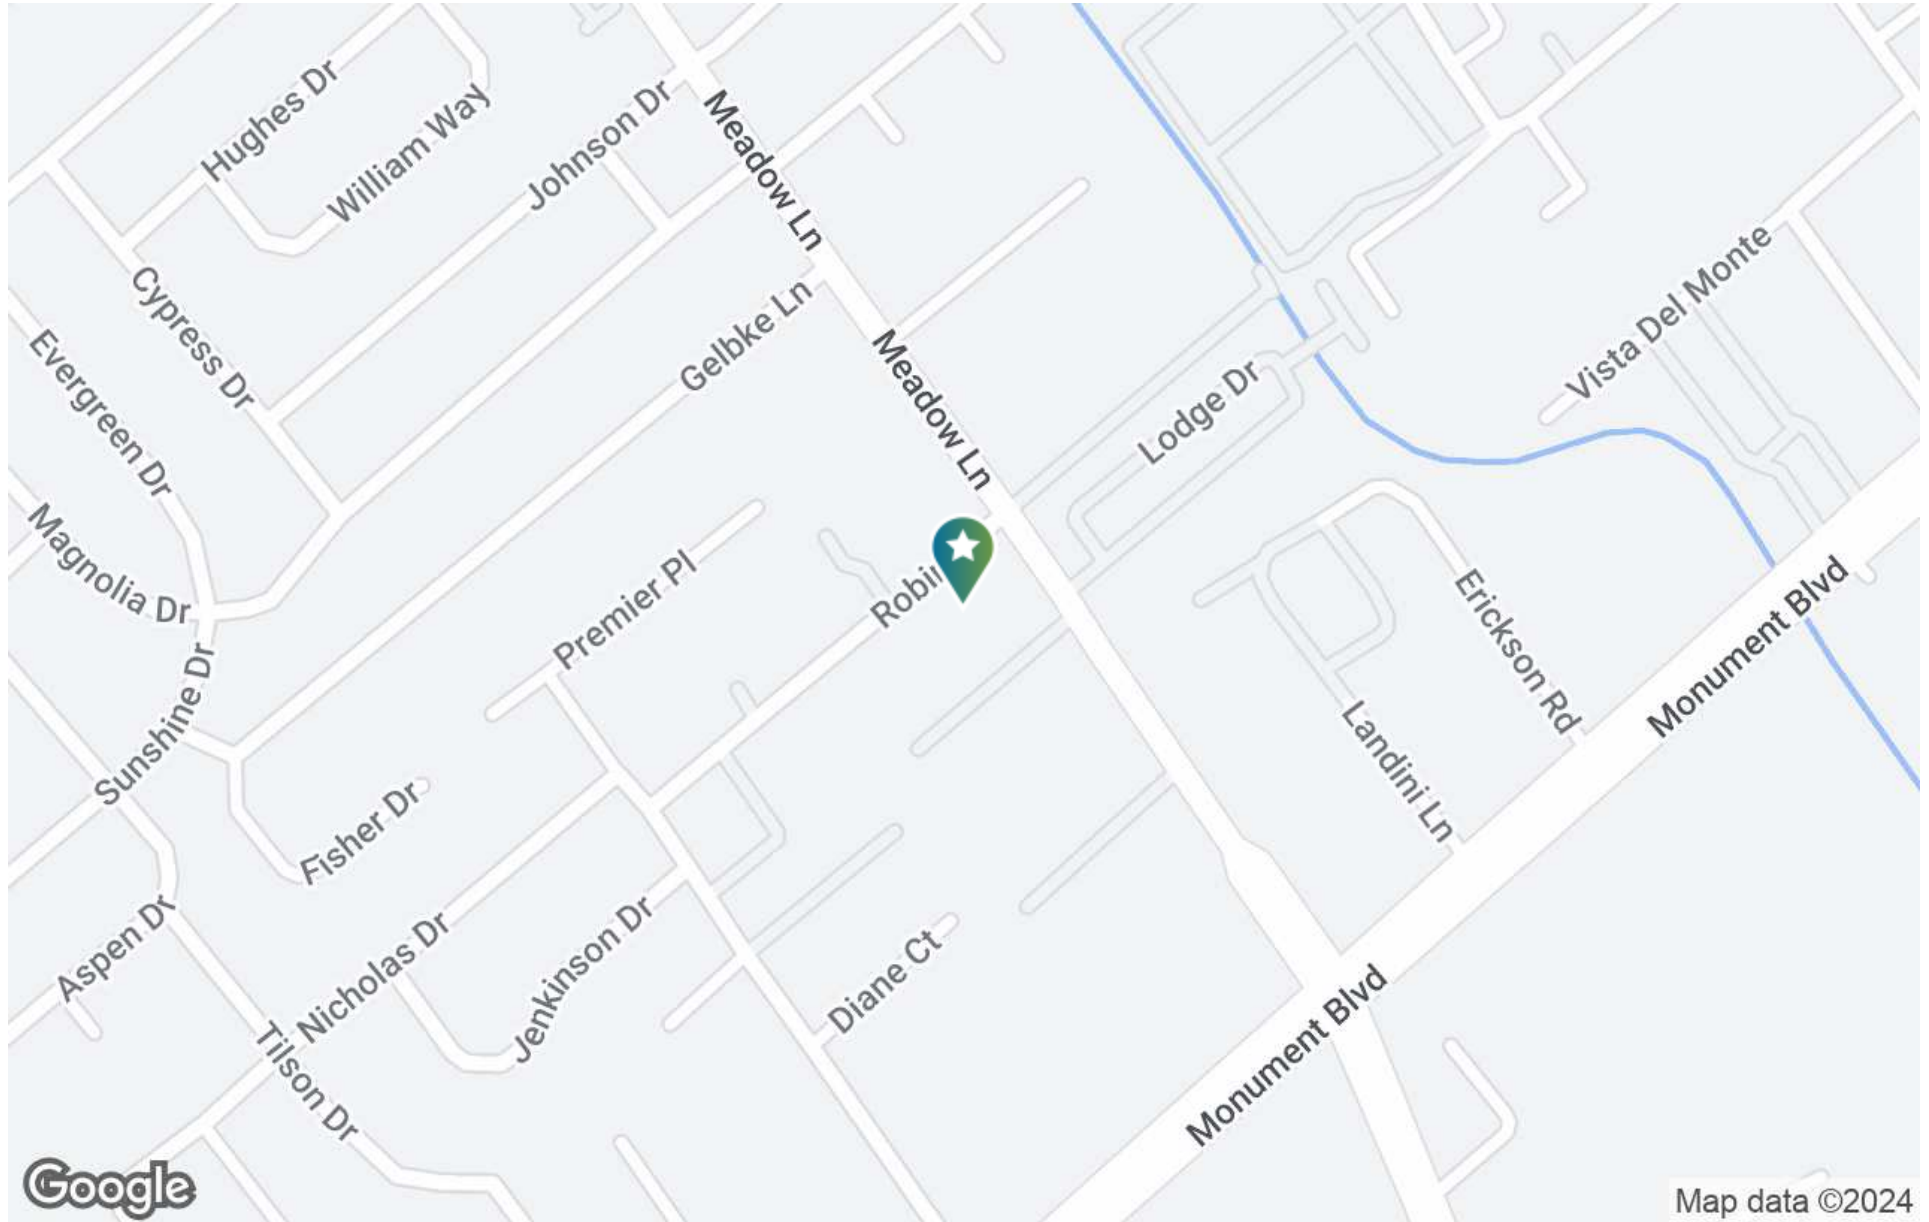 Hughes Dr
William Way
Johnson Dr
Meadow Ln
Cypress Dr
Gelbke Ln
Vista Del Monte
Evergreen Dr
Meadow Ln
Lodge Dr
Magnolia Dr
Premier Pl
Erickson Rd
Monument Blvd
Sunshine Dr
Landini Ln
Fisher Dr
Aspen Dr
Nicholas Dr
Jenkinson Dr
Diane Ct
Tilson Dr
Monument Blvd
Google
Map data ©2024